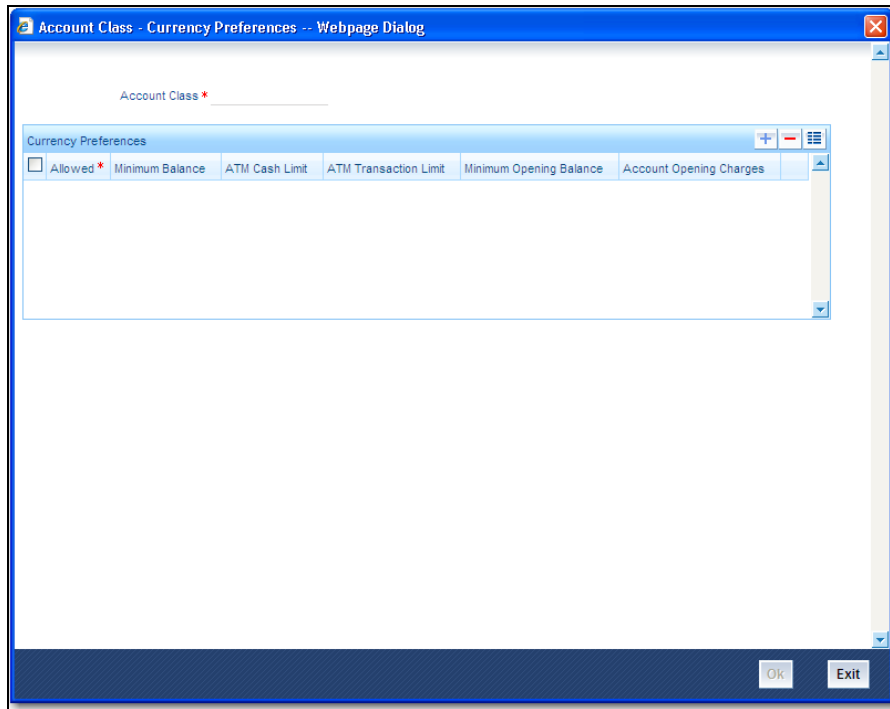 Account Class - Currency Preferences -- Webpage Dialog
Account Class *
Currency Preferences
Allowed * Minimum Balance ATM Cash Limit ATM Transaction Limit Minimum Opening Balance Account Opening Charges
Ok Exit